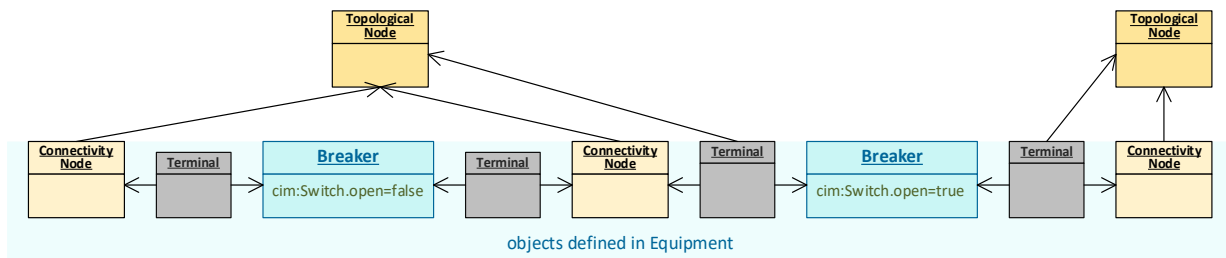 Topological
Node
Topological
Node
Connectivity
Node
Terminal
Breaker
cim:Switch.open=false
Terminal
Connectivity
Node
Terminal
Breaker
cim:Switch.open=true
Terminal
Connectivity
Node
objects defined in Equipment